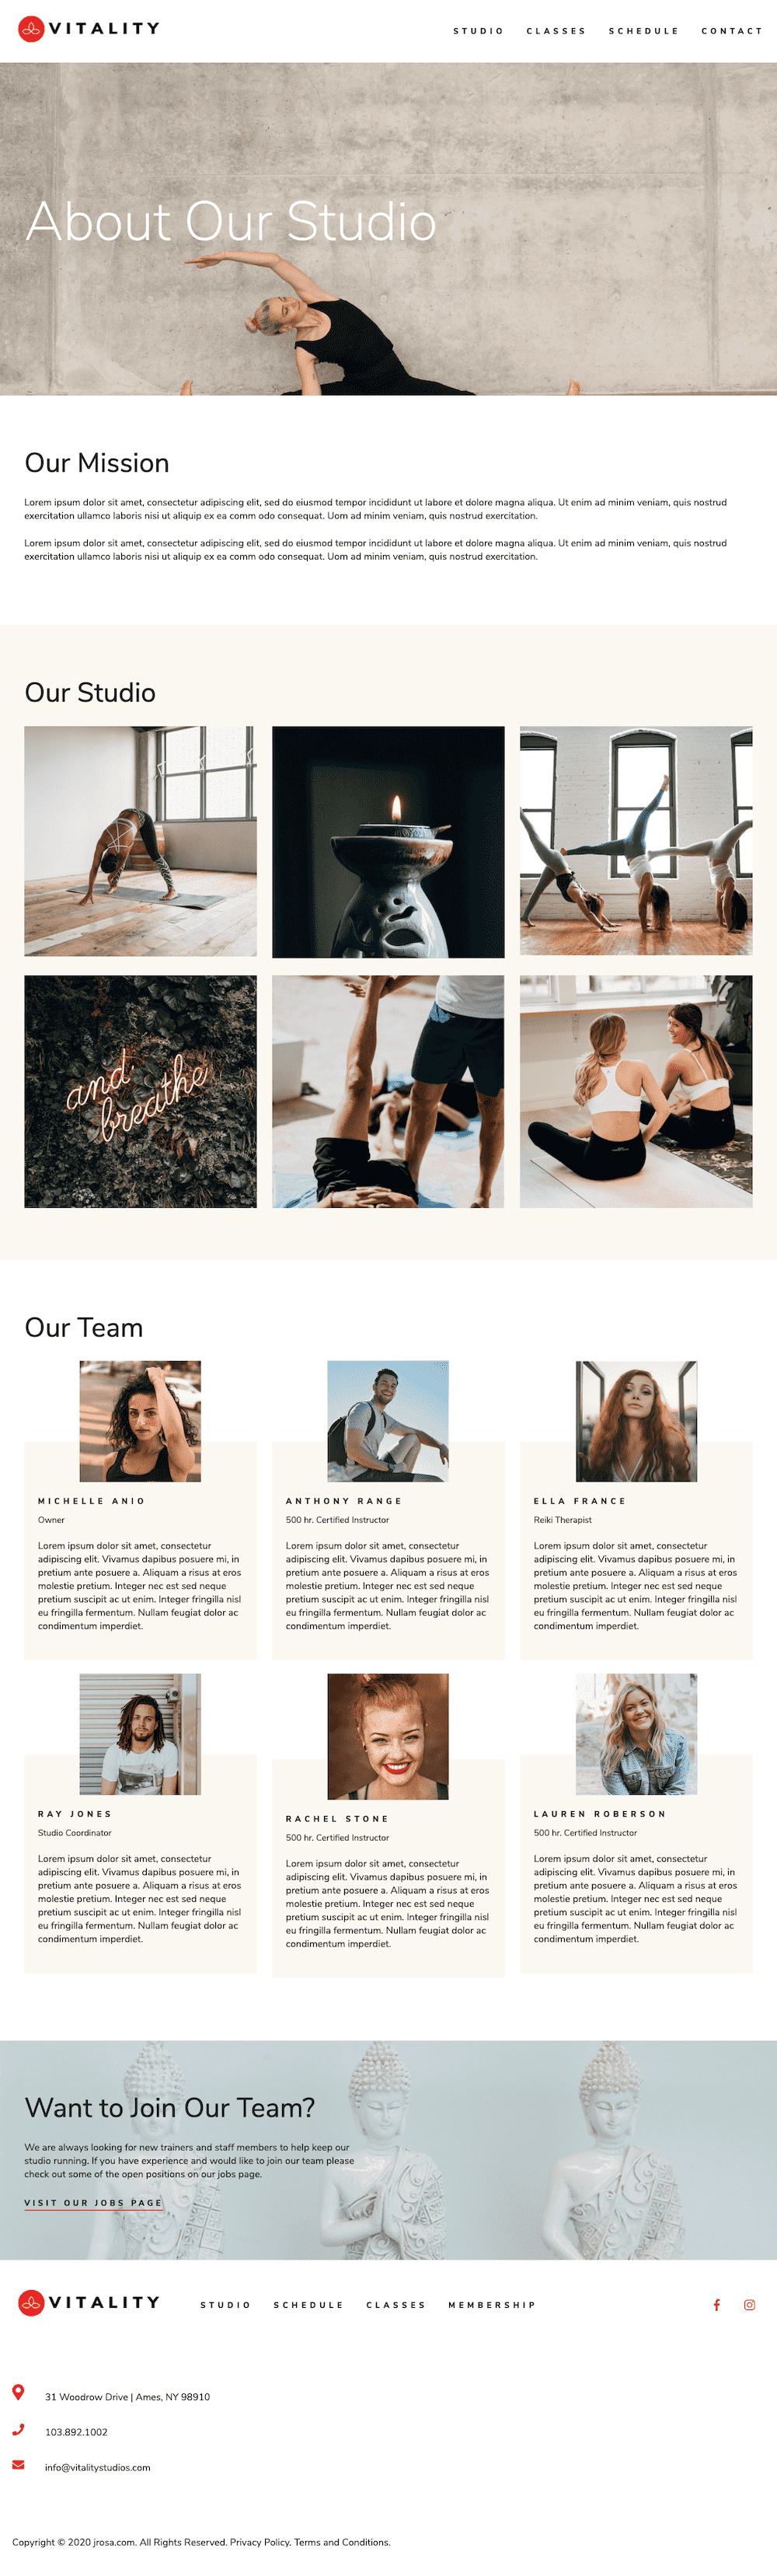 VITALITY
STUDIO CLASSES SCHEDULE CONTACT
About Our Studio
Our Mission
Lorem ipsum dolor sit amet, consectetur adipiscing elit, sed do eiusmod tempor incididunt ut labore et dolore magna aliqua. Ut enim ad minim veniam, quis nostrud
exercitation ullamco laboris nisi ut aliquip ex ea comm odo consequat. Uom ad minim veniam, quis nostrud exercitation.
Lorem ipsum dolor sit amet, consectetur adipiscing elit, sed do eiusmod tempor incididunt ut labore et dolore magna aliqua. Ut enim ad minim veniam, quis nostrud
exercitation ullamco laboris nisi ut aliquip ex ea comm odo consequat. Uom ad minim veniam, quis nostrud exercitation.
Our Studio
and
breathe
Our Team
MICHELLE ANIO
Owner
Lorem ipsum dolor sit amet, consectetur
adipiscing elit. Vivamus dapibus posuere mi, in
pretium ante posuere a. Aliquam a risus at eros
molestie pretium. Integer nec est sed neque
pretium suscipit ac ut enim. Integer fringilla nisl
eu fringilla fermentum. Nullam feugiat dolor ac
condimentum imperdiet.
ANTHONY RANGE
500 hr. Certified Instructor
Lorem ipsum dolor sit amet, consectetur
adipiscing elit. Vivamus dapibus posuere mi, in
pretium ante posuere a. Aliquam a risus at eros
molestie pretium. Integer nec est sed neque
pretium suscipit ac ut enim. Integer fringilla nisl
eu fringilla fermentum. Nullam feugiat dolor ac
condimentum imperdiet.
ELLA FRANCE
Reiki Therapist
Lorem ipsum dolor sit amet, consectetur
adipiscing elit. Vivamus dapibus posuere mi, in
pretium ante posuere a. Aliquam a risus at eros
molestie pretium. Integer nec est sed neque
pretium suscipit ac ut enim. Integer fringilla nisl
eu fringilla fermentum. Nullam feugiat dolor ac
condimentum imperdiet.
RAY JONES
Studio Coordinator
Lorem ipsum dolor sit amet, consectetur
adipiscing elit. Vivamus dapibus posuere mi, in
pretium ante posuere a. Aliquam a risus at eros
molestie pretium. Integer nec est sed neque
pretium suscipit ac ut enim. Integer fringilla nisl
eu fringilla fermentum. Nullam feugiat dolor ac
condimentum imperdiet.
RACHEL STONE
500 hr. Certified Instructor
Lorem ipsum dolor sit amet, consectetur
adipiscing elit. Vivamus dapibus posuere mi, in
pretium ante posuere a. Aliquam a risus at eros
molestie pretium. Integer nec est sed neque
pretium suscipit ac ut enim. Integer fringilla nisl
eu fringilla fermentum. Nullam feugiat dolor ac
condimentum imperdiet.
LAUREN ROBERSON
500 hr. Certified Instructor
Lorem ipsum dolor sit amet, consectetur
adipiscing elit. Vivamus dapibus posuere mi, in
pretium ante posuere a. Aliquam a risus at eros
molestie pretium. Integer nec est sed neque
pretium suscipit ac ut enim. Integer fringilla nisl
eu fringilla fermentum. Nullam feugiat dolor ac
condimentum imperdiet.
Want to Join Our Team?
We are always looking for new trainers and staff members to help keep our
studio running. If you have experience and would like to join our team please
check out some of the open positions on our jobs page.
VISIT OUR JOBS PAGE
VITALITY
STUDIO SCHEDULE CLASSES MEMBERSHIP
31 Woodrow Drive | Ames, NY 98910
103.892.1002
info@vitalitystudios.com
Copyright © 2020 jrosa.com. All Rights Reserved. Privacy Policy. Terms and Conditions.